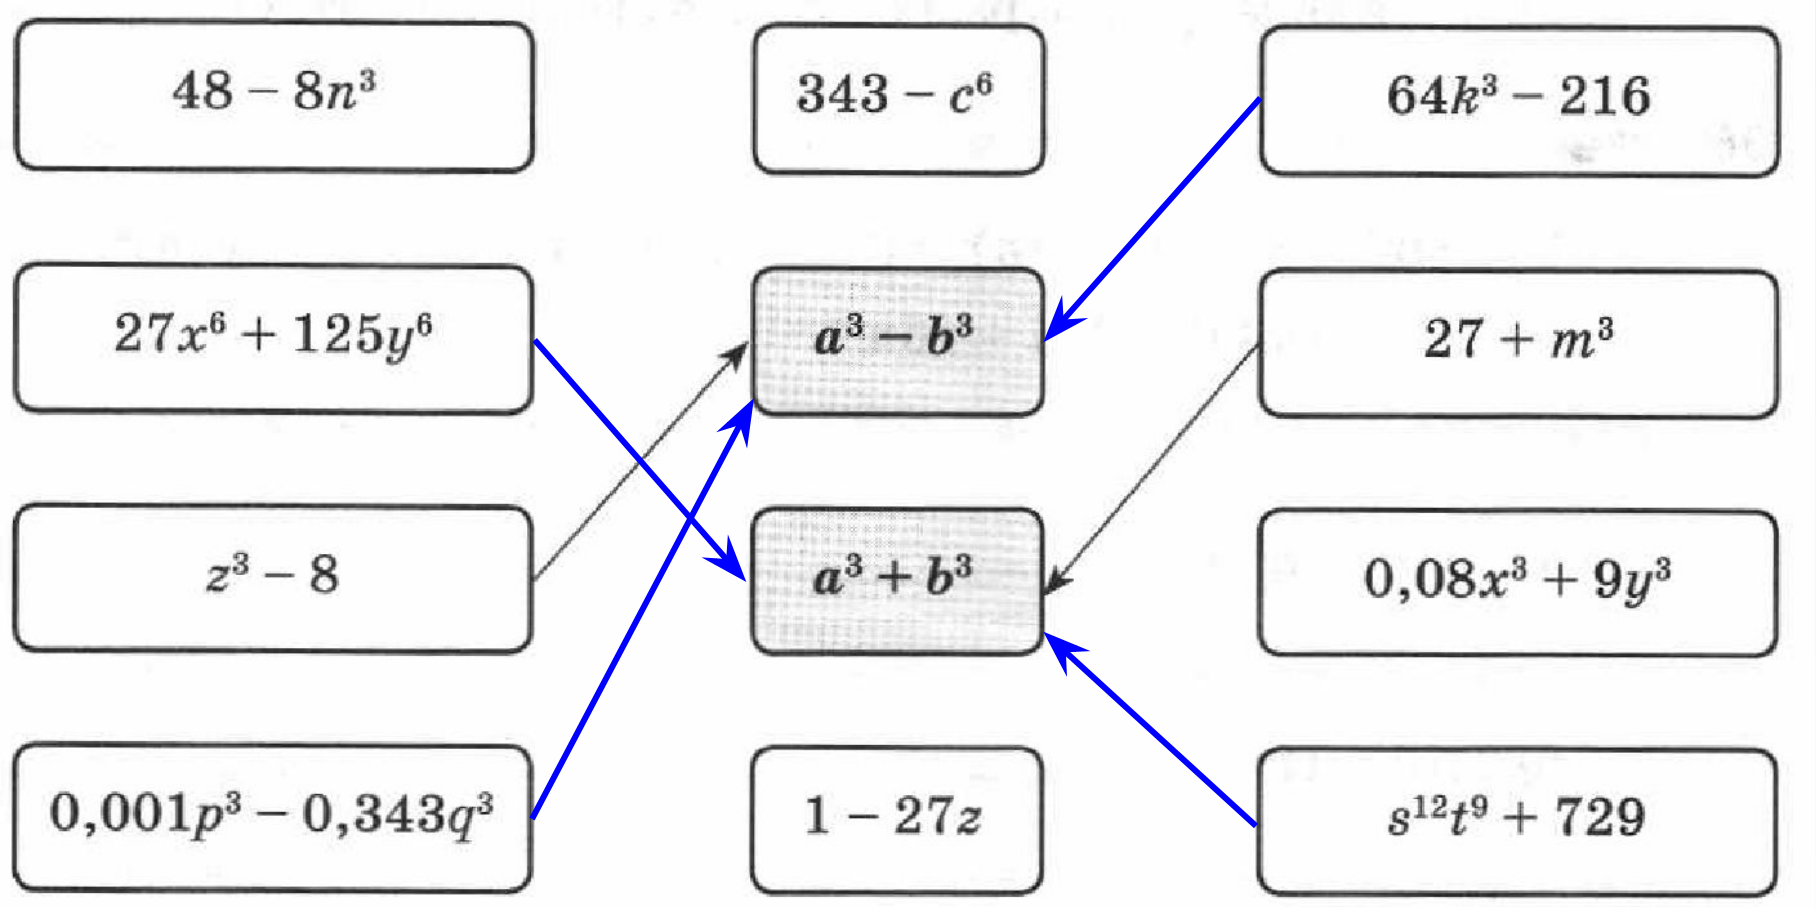 48 − 8n³
343 − c⁶
64k³ − 216
27x⁶ + 125y⁶
a³ − b³
27 + m³
z³ − 8
a³ + b³
0,08x³ + 9y³
0,001p³ − 0,343q³
1 − 27z
s¹²t⁹ + 729